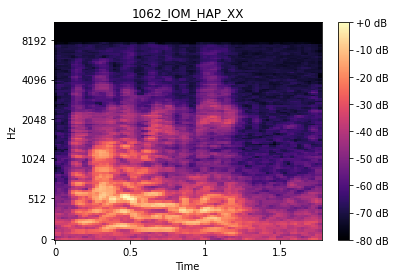 1062_IOM_HAP_XX
+0 dB
8192
-10 dB
4096
-20 dB
-30 dB
2048
Hz
-40 dB
1024
-50 dB
512
-60 dB
-70 dB
0
-80 dB
0 0.5 1 1.5
Time